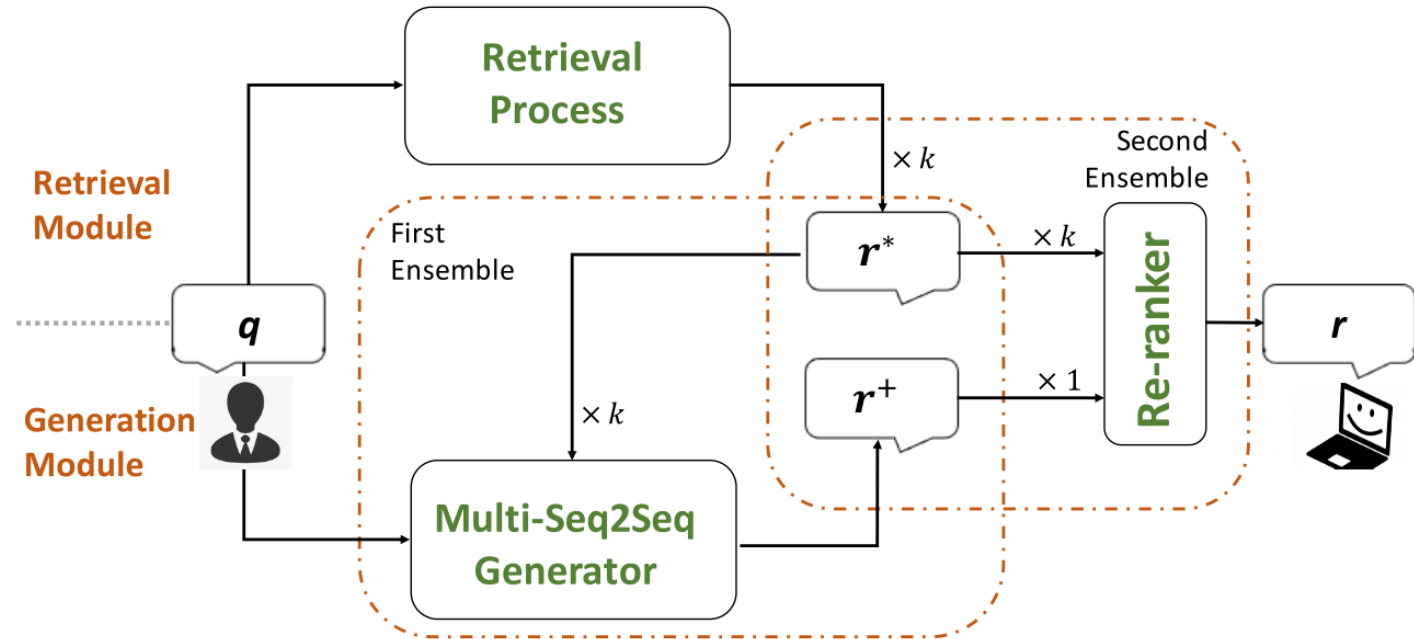 Retrieval
Process
× k
Second
Ensemble
Retrieval
Module
First
Ensemble
r*
× k
Re-ranker
q
r
r+
× 1
Generation
Module
× k
Multi-Seq2Seq
Generator